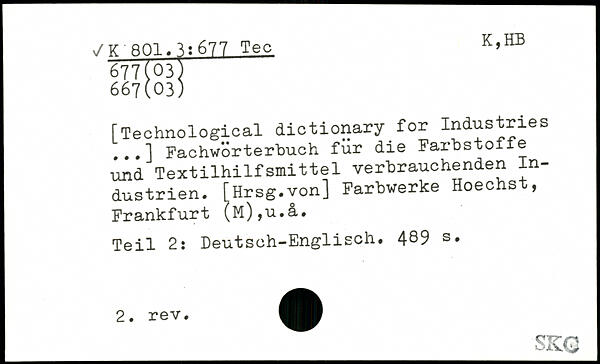 ✓ K 801.3:677 Tec
K,HB
677(03)
667(03)
[Technological dictionary for Industries
...] Fachwörterbuch für die Farbstoffe
und Textilhilfsmittel verbrauchenden In-
dustrien. [Hrsg.von] Farbwerke Hoechst,
Frankfurt (M),u.å.
Teil 2: Deutsch-Englisch. 489 s.
2. rev.
SKG